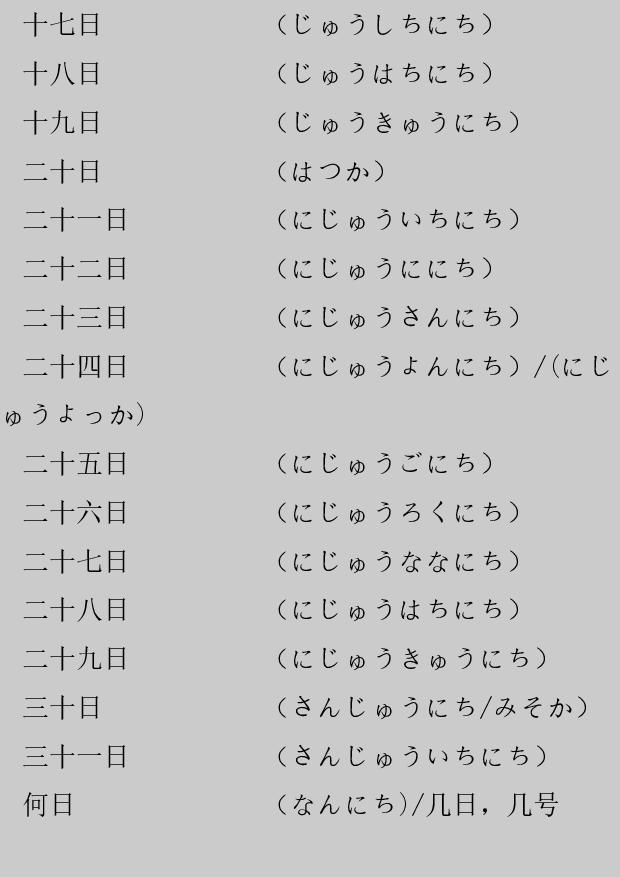 十七日 （じゅうしちにち）
十八日 （じゅうはちにち）
十九日 （じゅうきゅうにち）
二十日 （はつか）
二十一日 （にじゅういちにち）
二十二日 （にじゅうににち）
二十三日 （にじゅうさんにち）
二十四日 （にじゅうよんにち）/(にじ
ゅうよっか)
二十五日 （にじゅうごにち）
二十六日 （にじゅうろくにち）
二十七日 （にじゅうななにち）
二十八日 （にじゅうはちにち）
二十九日 （にじゅうきゅうにち）
三十日 （さんじゅうにち/みそか）
三十一日 （さんじゅういちにち）
何日 （なんにち)/几日，几号